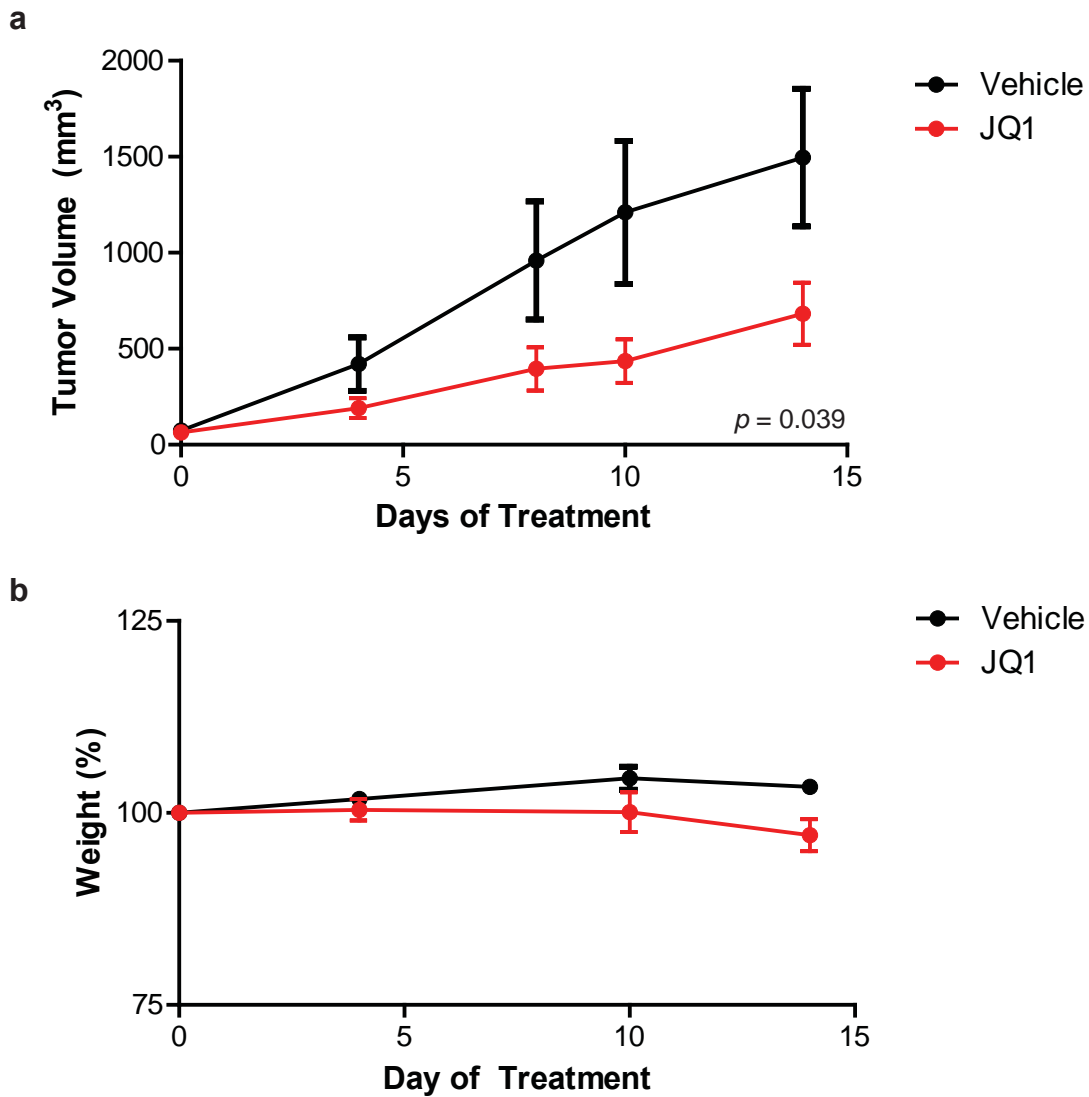 a
2000
1500
1000
500
0
Tumor Volume (mm³)
Vehicle
JQ1
p = 0.039
0 5 10 15
Days of Treatment
b
125
100
75
Weight (%)
Vehicle
JQ1
0 5 10 15
Day of Treatment